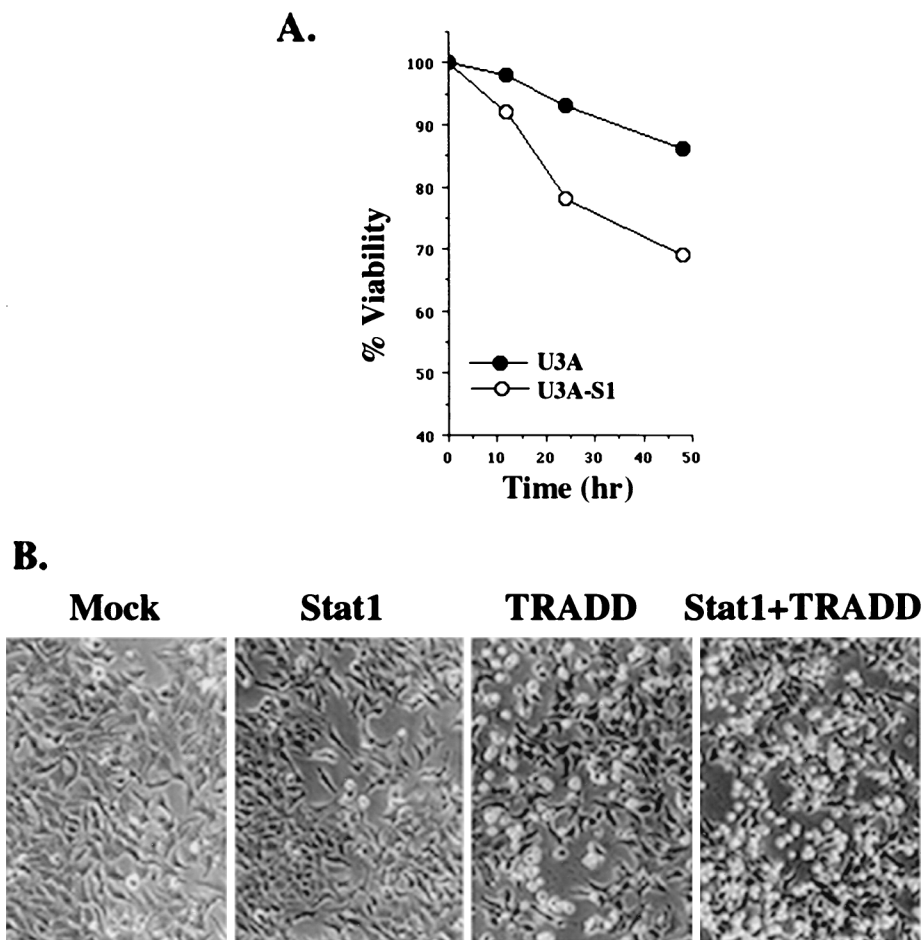 A.
100
90
80
70
60
50
40
% Viability
U3A
U3A-S1
0 10 20 30 40 50
Time (hr)
B.
Mock Stat1 TRADD Stat1+TRADD